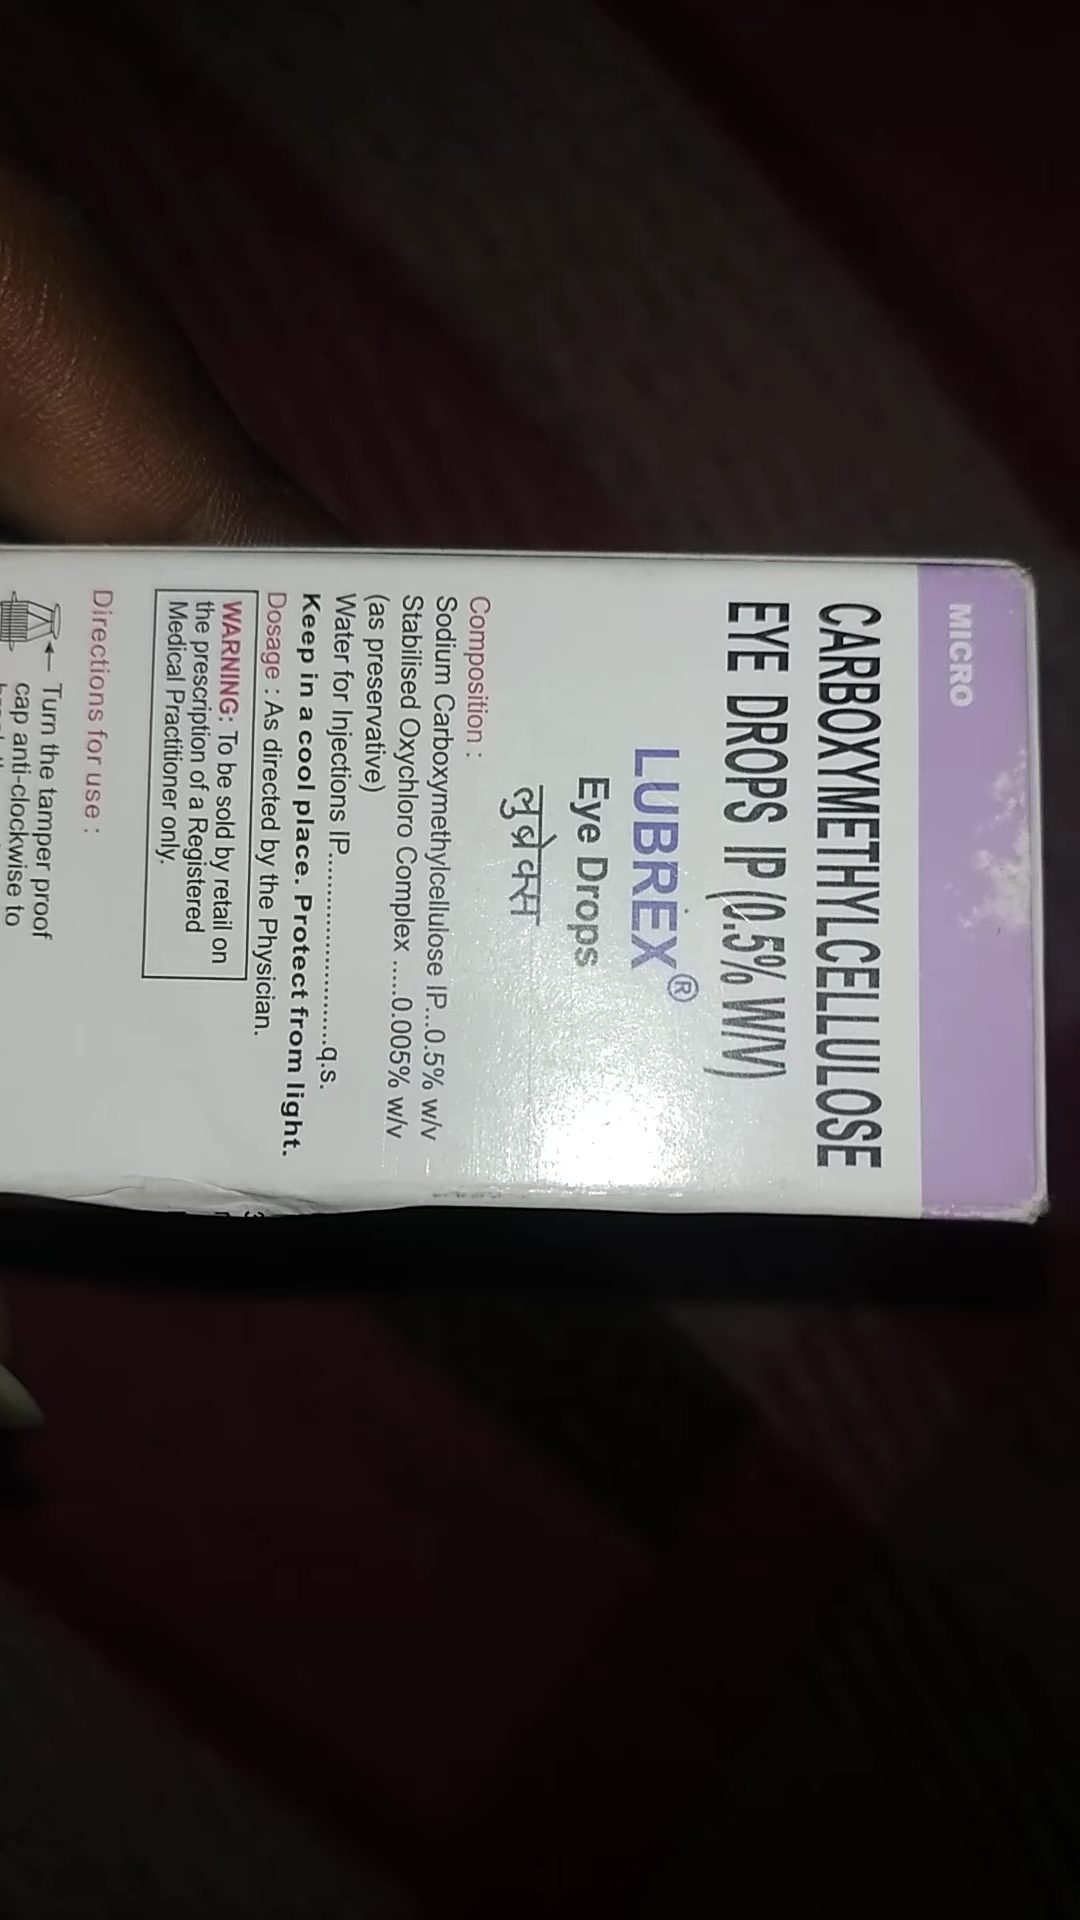 MICRO
CARBOXYMETHYLCELLULOSE
EYE DROPS IP (0.5% W/V)
LUBREX®
Eye Drops
लुब्रेक्स
Composition :
Sodium Carboxymethylcellulose IP...0.5% w/v
Stabilised Oxychloro Complex .....0.005% w/v
(as preservative)
Water for Injections IP..........................q.s.
Keep in a cool place. Protect from light.
Dosage : As directed by the Physician.
WARNING: To be sold by retail on
the prescription of a Registered
Medical Practitioner only.
Directions for use :
Turn the tamper proof
cap anti-clockwise to